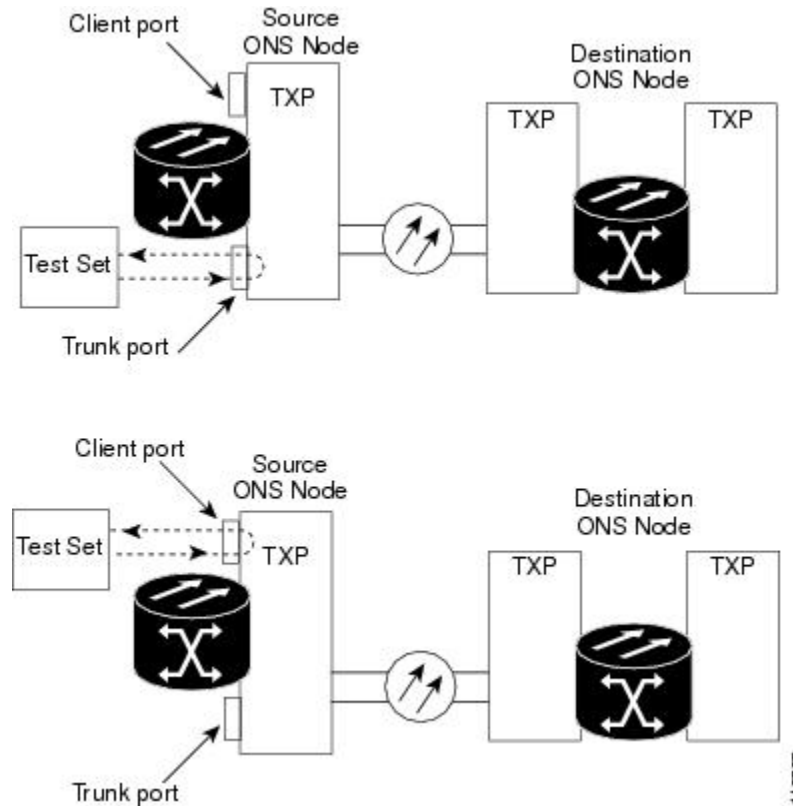 Client port
Source
ONS Node
Destination
ONS Node
TXP
TXP
TXP
Test Set
Trunk port
Client port
Source
ONS Node
Destination
ONS Node
Test Set
TXP
TXP
TXP
Trunk port